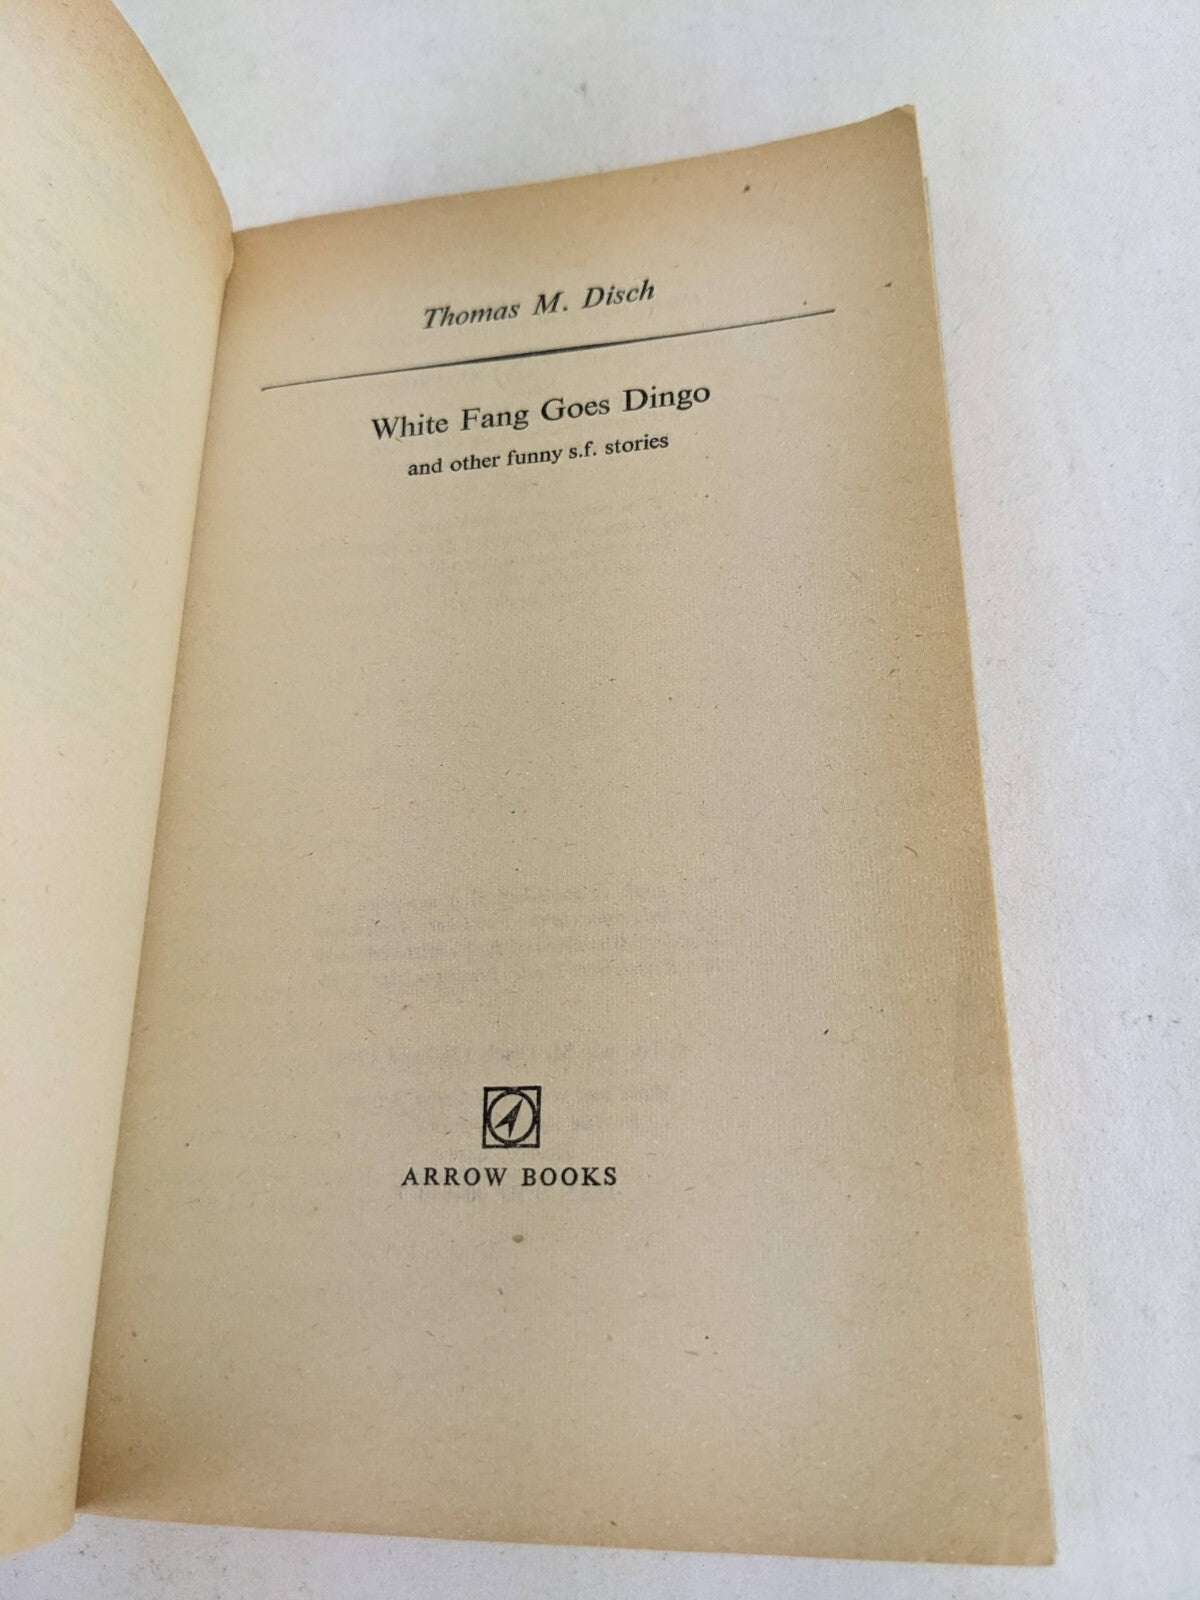 Thomas M. Disch
White Fang Goes Dingo
and other funny s.f. stories
ARROW BOOKS